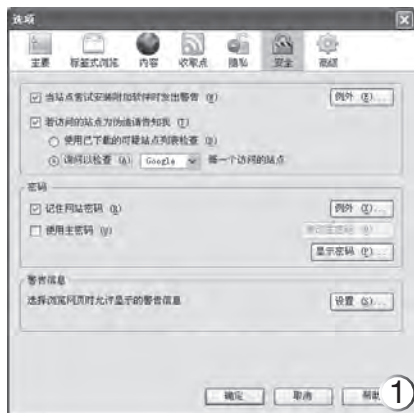 选项
主要 标签式浏览 内容 收取点 隐私 安全 高级
当站点尝试安装附加软件时发出警告 (W) 例外 (E)...
若访问的站点为伪造请告知我 (T)
使用已下载的可疑站点列表检查 (D)
询问以检查 (A) Google 每一个访问的站点
密码
记住网站密码 (R) 例外 (X)...
使用主密码 (U)
显示密码 (P)...
警告信息
选择浏览网页时允许显示的警告信息 设置 (S)...
确定 取消 帮助
①